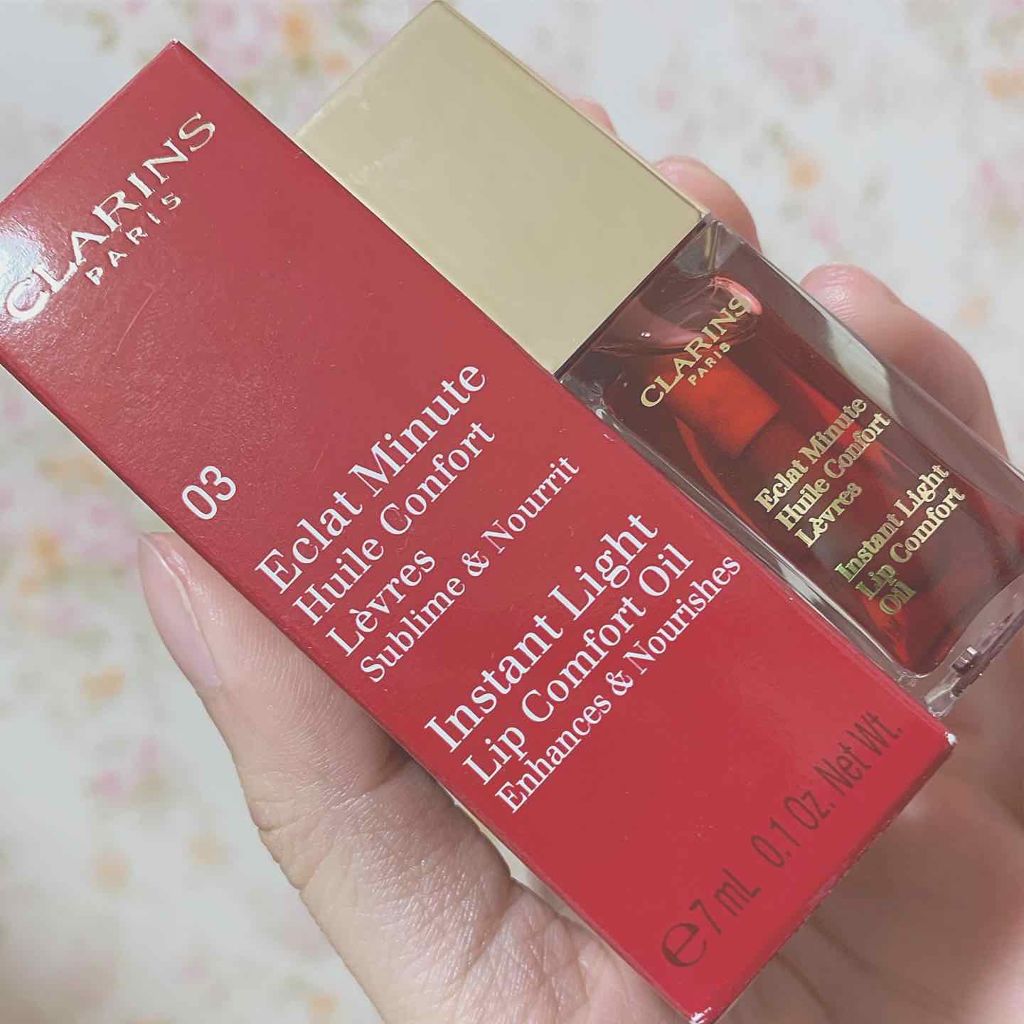 CLARINS
PARIS
03
Eclat Minute
Huile Confort
Lèvres
Sublime & Nourrit
Instant Light
Lip Comfort Oil
Enhances & Nourishes
℮7 mL 0.1 Oz. Net Wt.
CLARINS
PARIS
Eclat Minute
Huile Confort
Lèvres
Instant Light
Lip Comfort
Oil